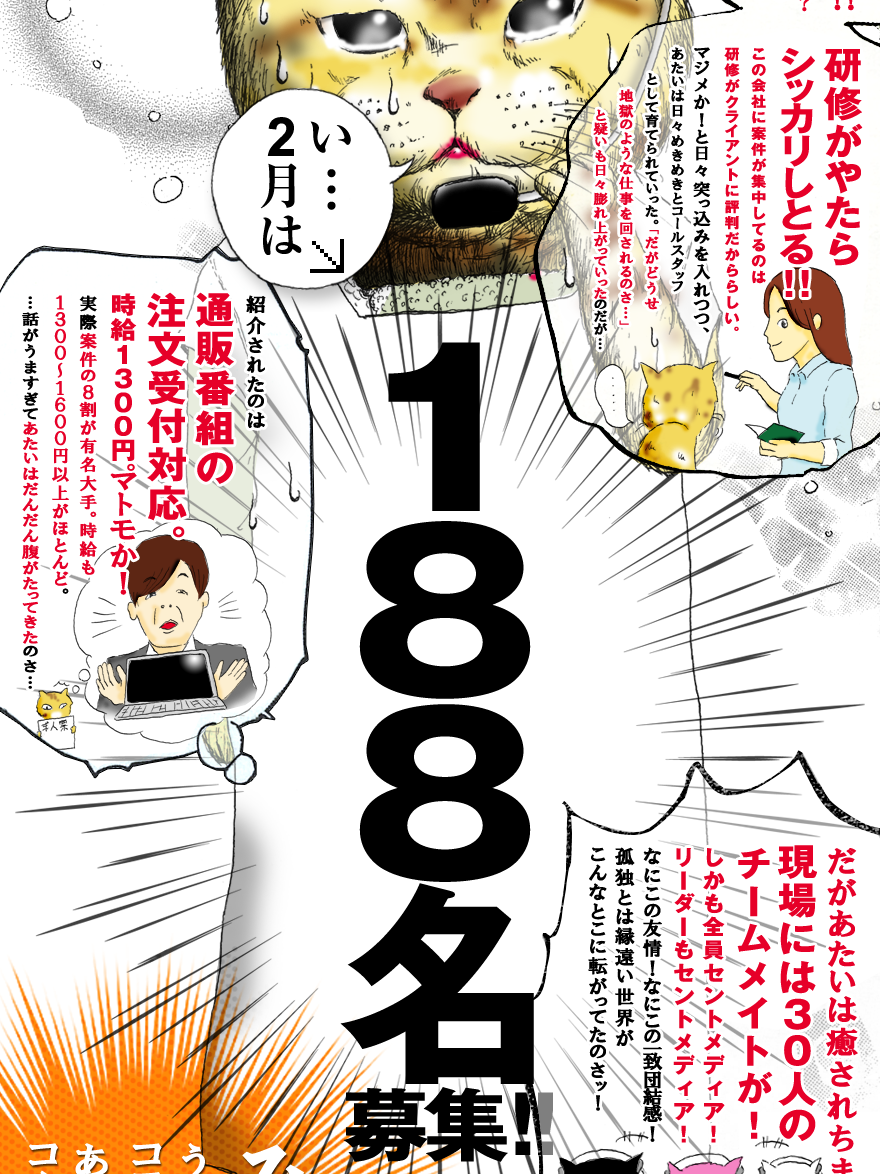 !!
?
研修がやたら
シッカリしとる!!
この会社に案件が集中してるのは
研修がクライアントに評判だかららしい。
マジメか!と日々突っ込みを入れつつ、
あたいは日々めきめきとコールスタッフ
として育てられていった。「だがどうせ
地獄のような仕事を回されるのさ…」
と疑いも日々膨れ上がっていったのだが…
……
い…
2月は
紹介されたのは
通販番組の
注文受付対応。
時給1300円。マトモか!
実際案件の8割が有名大手。時給も
1300〜1600円以上がほとんど。
…話がうますぎてあたいはだんだん腹がたってきたのさ…
求人票
188名
募集!!
だがあたいは癒されちま
現場には30人の
チームメイトが!
しかも全員セントメディア!
リーダーもセントメディア!
なにこの友情!なにこの一致団結感!
孤独とは縁遠い世界が
こんなとこに転がってたのさッ!
う
コ
あ
コ